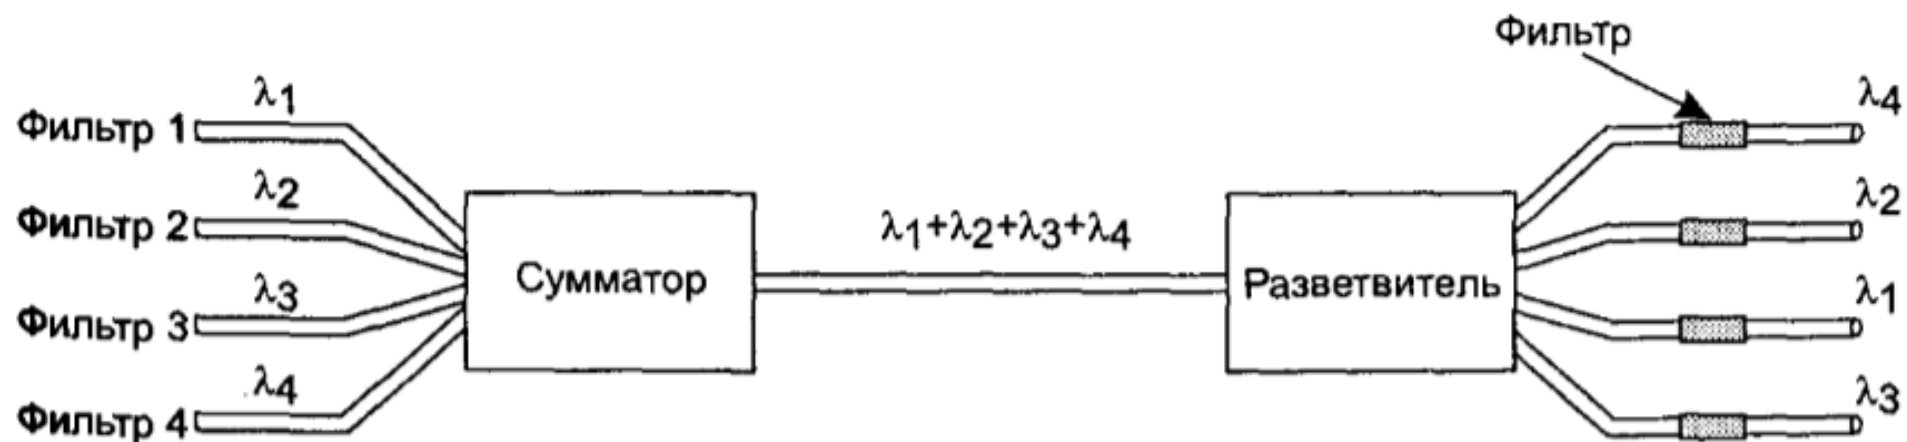 Фильтр
λ1
λ4
Фильтр 1
λ2
λ2
Фильтр 2
λ1+λ2+λ3+λ4
Сумматор
Разветвитель
λ3
λ1
Фильтр 3
λ4
λ3
Фильтр 4